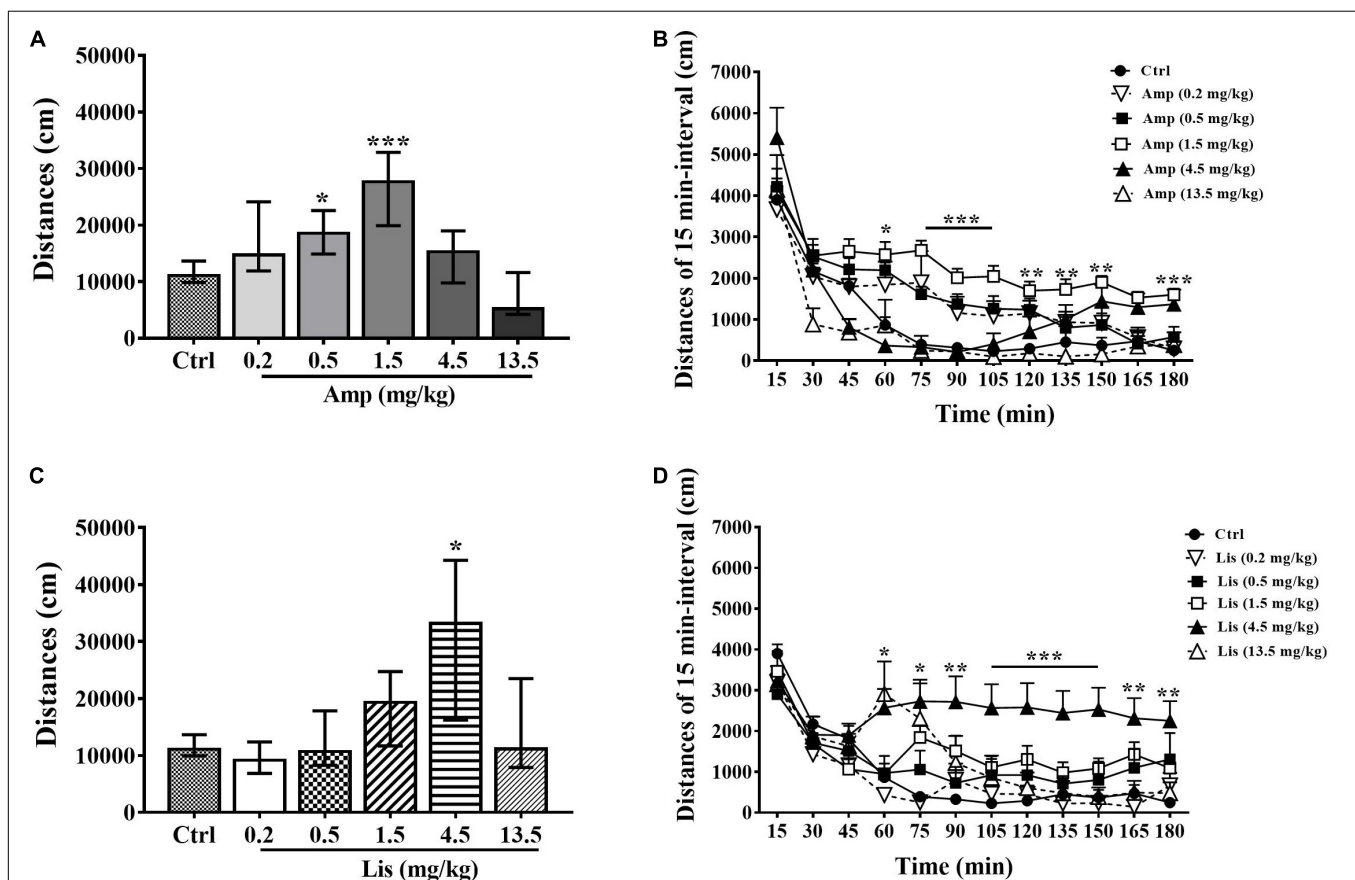 A
Distances (cm)
50000
40000
30000
20000
10000
0
*
***
Ctrl 0.2 0.5 1.5 4.5 13.5
Amp (mg/kg)
B
Distances of 15 min-interval (cm)
7000
6000
5000
4000
3000
2000
1000
0
Ctrl
Amp (0.2 mg/kg)
Amp (0.5 mg/kg)
Amp (1.5 mg/kg)
Amp (4.5 mg/kg)
Amp (13.5 mg/kg)
* *** ** ** ** ***
15 30 45 60 75 90 105 120 135 150 165 180
Time (min)
C
Distances (cm)
50000
40000
30000
20000
10000
0
*
Ctrl 0.2 0.5 1.5 4.5 13.5
Lis (mg/kg)
D
Distances of 15 min-interval (cm)
7000
6000
5000
4000
3000
2000
1000
0
Ctrl
Lis (0.2 mg/kg)
Lis (0.5 mg/kg)
Lis (1.5 mg/kg)
Lis (4.5 mg/kg)
Lis (13.5 mg/kg)
* * ** *** ** **
15 30 45 60 75 90 105 120 135 150 165 180
Time (min)